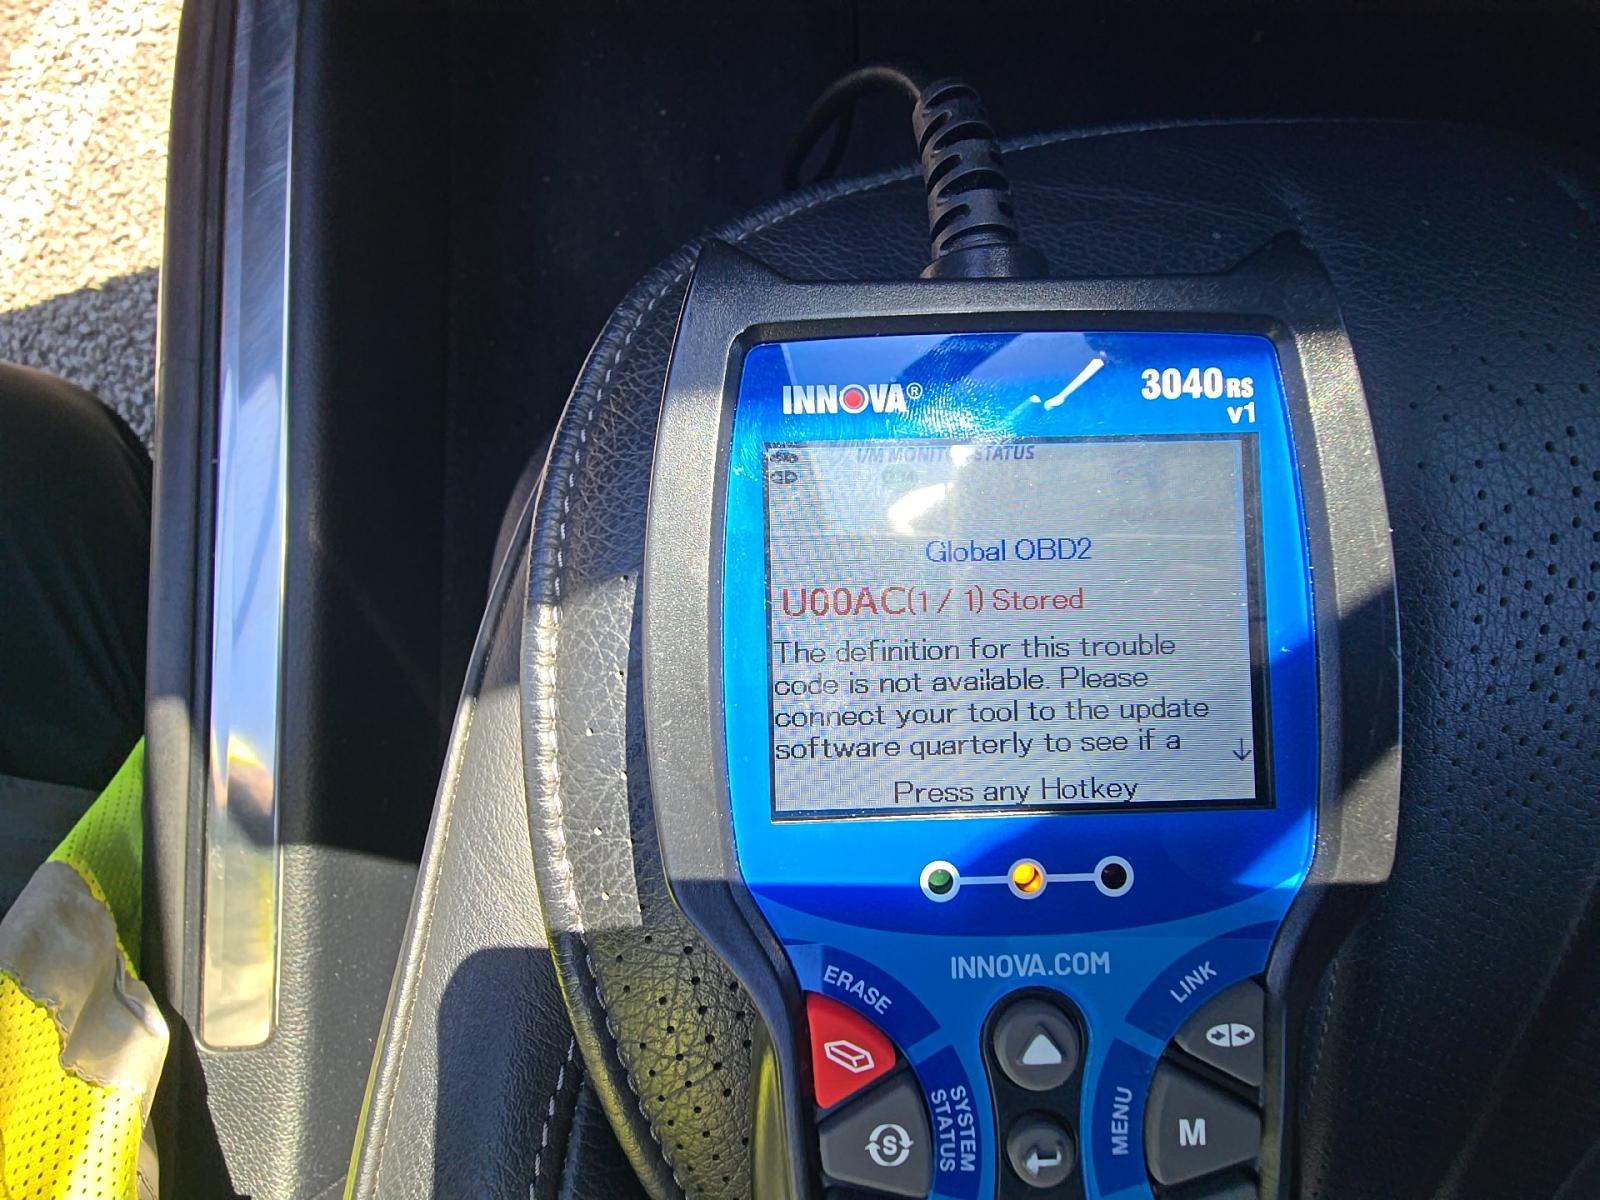 INNOVA®
3040RS
v1
I/M MONITOR STATUS
Global OBD2
U00AC(1 / 1) Stored
The definition for this trouble
code is not available. Please
connect your tool to the update
software quarterly to see if a
Press any Hotkey
INNOVA.COM
ERASE
LINK
SYSTEM
STATUS
S
MENU
M